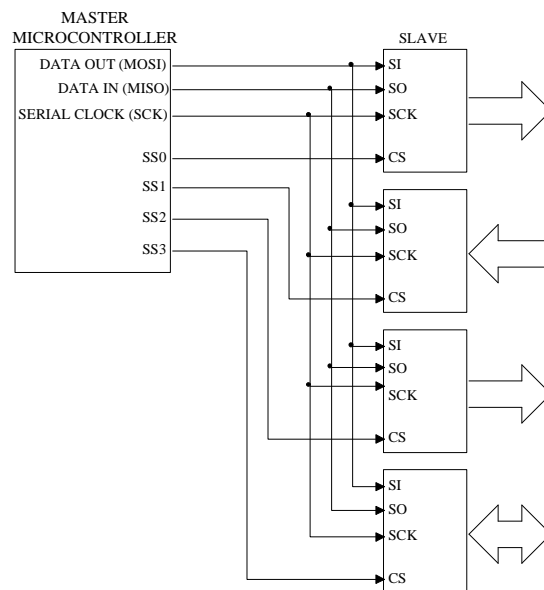 MASTER
MICROCONTROLLER
DATA OUT (MOSI)
DATA IN (MISO)
SERIAL CLOCK (SCK)
SS0
SS1
SS2
SS3
SLAVE
SI
SO
SCK
CS
SI
SO
SCK
CS
SI
SO
SCK
CS
SI
SO
SCK
CS